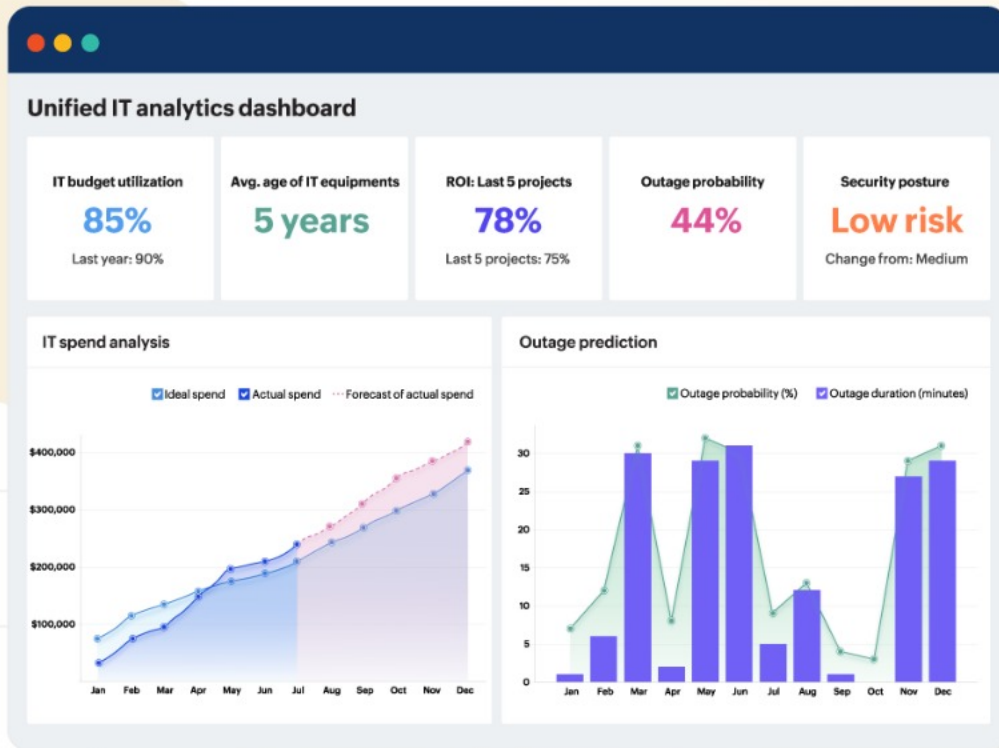 Unified IT analytics dashboard
IT budget utilization
85%
Last year: 90%
Avg. age of IT equipments
5 years
ROI: Last 5 projects
78%
Last 5 projects: 75%
Outage probability
44%
Security posture
Low risk
Change from: Medium
IT spend analysis
Ideal spend Actual spend Forecast of actual spend
$400,000
$300,000
$200,000
$100,000
Jan Feb Mar Apr May Jun Jul Aug Sep Oct Nov Dec
Outage prediction
Outage probability (%) Outage duration (minutes)
30
25
20
15
10
5
0
Jan Feb Mar Apr May Jun Jul Aug Sep Oct Nov Dec